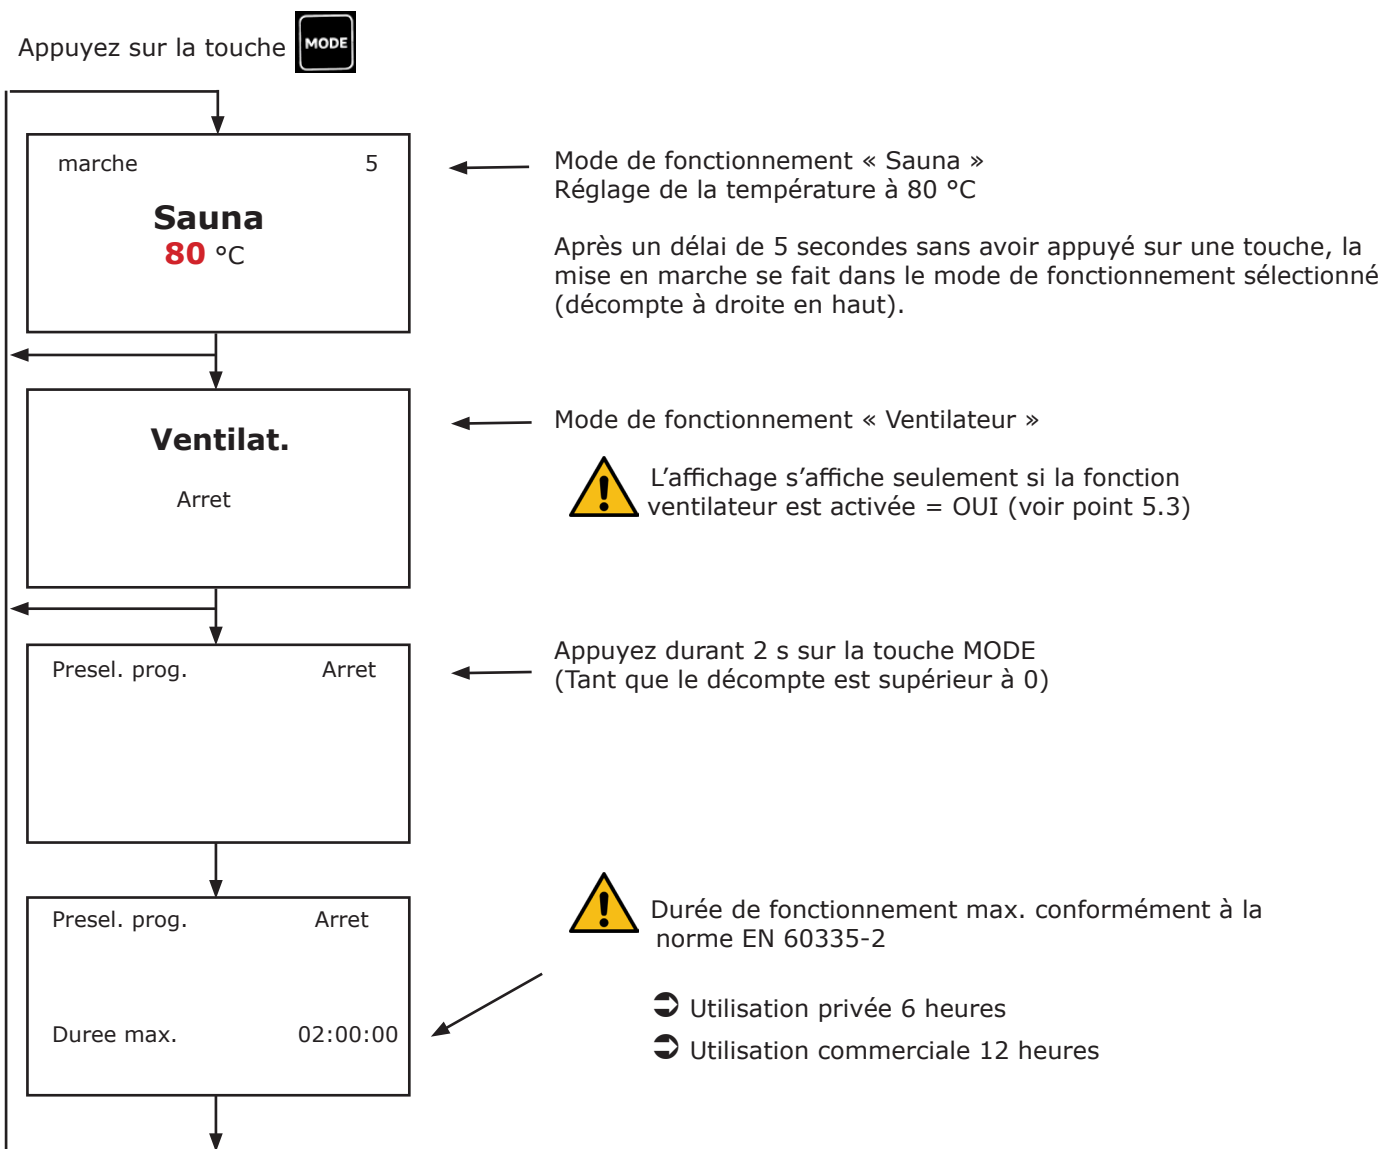 Appuyez sur la touche MODE
marche 5
Sauna
80 °C
Mode de fonctionnement « Sauna »
Réglage de la température à 80 °C
Après un délai de 5 secondes sans avoir appuyé sur une touche, la
mise en marche se fait dans le mode de fonctionnement sélectionné
(décompte à droite en haut).
Ventilat.
Arret
Mode de fonctionnement « Ventilateur »
L’affichage s’affiche seulement si la fonction
ventilateur est activée = OUI (voir point 5.3)
Presel. prog. Arret
Appuyez durant 2 s sur la touche MODE
(Tant que le décompte est supérieur à 0)
Presel. prog. Arret
Duree max. 02:00:00
Durée de fonctionnement max. conformément à la
norme EN 60335-2
➲ Utilisation privée 6 heures
➲ Utilisation commerciale 12 heures